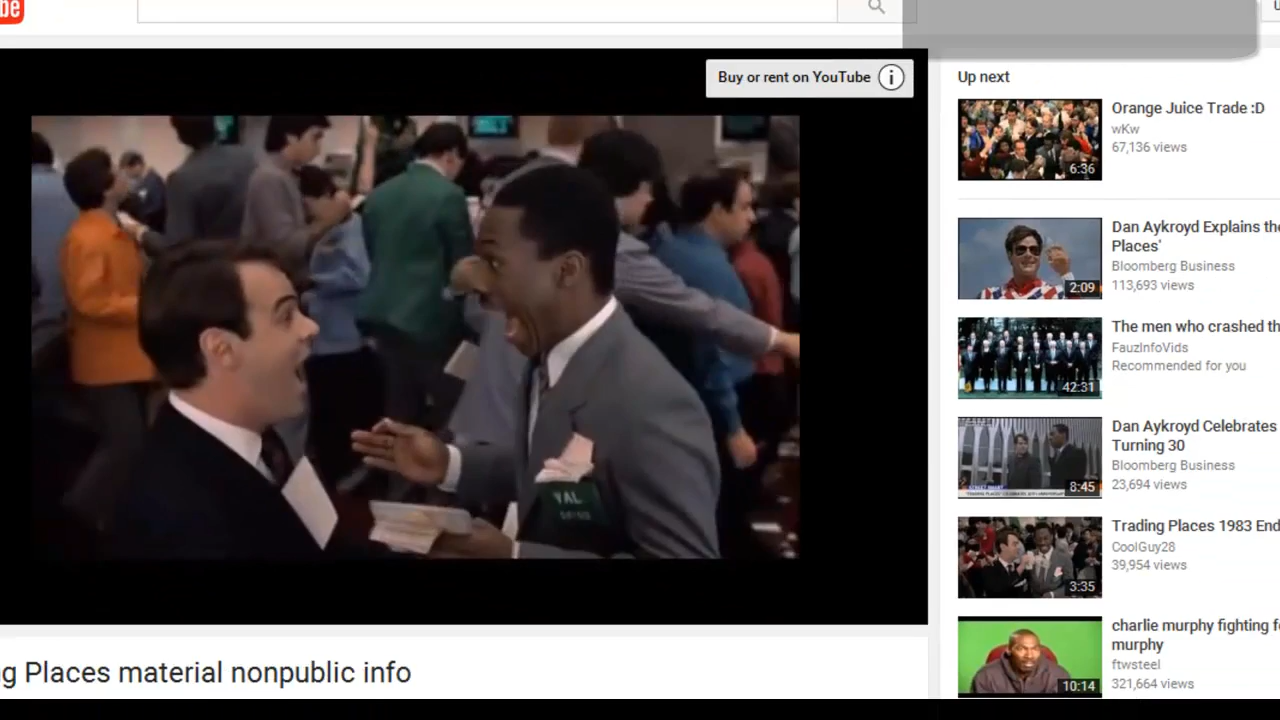 be
Buy or rent on YouTube
VAL
g Places material nonpublic info
Up next
Orange Juice Trade :D
wKw
67,136 views
6:36
Dan Aykroyd Explains the
Places'
Bloomberg Business
113,693 views
2:09
The men who crashed th
FauzInfoVids
Recommended for you
42:31
Dan Aykroyd Celebrates
Turning 30
Bloomberg Business
23,694 views
8:45
Trading Places 1983 End
CoolGuy28
39,954 views
3:35
charlie murphy fighting f
murphy
ftwsteel
321,664 views
10:14